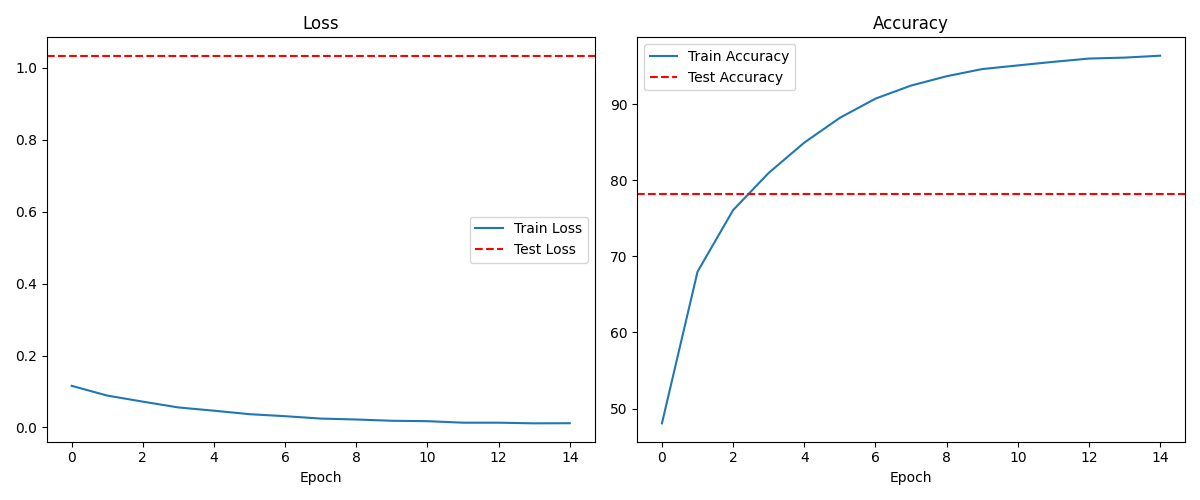 Loss
1.0
0.8
0.6
0.4
0.2
0.0
Train Loss
Test Loss
0 2 4 6 8 10 12 14
Epoch
Accuracy
Train Accuracy
Test Accuracy
90
80
70
60
50
0 2 4 6 8 10 12 14
Epoch